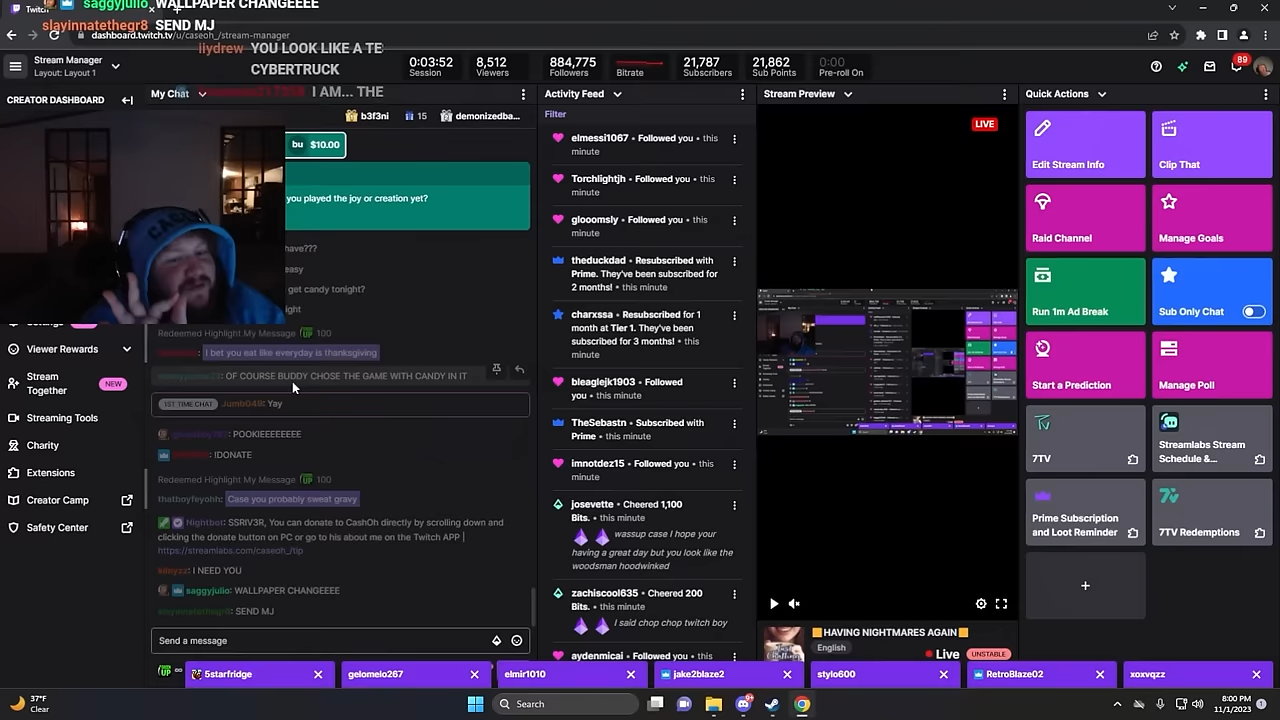 Twitch
saggyjulio WALLPAPER CHANGEEEE
slayinnatethegr8 SEND MJ
dashboard.twitch.tv/u/caseoh_/stream-manager
iiydrew YOU LOOK LIKE A TE
CYBERTRUCK
I AM... THE
Stream Manager
Layout: Layout 1
0:03:52
Session
8,512
Viewers
884,775
Followers
Bitrate
21,787
Subscribers
21,862
Sub Points
0:00
Pre-roll On
89
CREATOR DASHBOARD
Viewer Rewards
Stream
Together
NEW
Streaming Tools
Charity
Extensions
Creator Camp
Safety Center
My Chat
b3f3ni
15
demonizedba...
bu $10.00
you played the joy or creation yet?
have???
easy
get candy tonight?
ight
Redeemed Highlight My Message UP 100
I bet you eat like everyday is thanksgiving
: OF COURSE BUDDY CHOSE THE GAME WITH CANDY IN IT
1ST TIME CHAT Jumb048: Yay
: POOKIEEEEEEE
: !DONATE
Redeemed Highlight My Message UP 100
thatboyfeyohh: Case you probably sweat gravy
Nightbot: SSRIV3R, You can donate to CashOh directly by scrolling down and
clicking the donate button on PC or go to his about me on the Twitch APP |
https://streamlabs.com/caseoh_/tip
: I NEED YOU
saggyjulio: WALLPAPER CHANGEEEE
slayinnatethegr8: SEND MJ
Send a message
Activity Feed
Filter
elmessi1067 • Followed you • this
minute
Torchlightjh • Followed you • this
minute
glooomsly • Followed you • this
minute
theduckdad • Resubscribed with
Prime. They've been subscribed for
2 months! • this minute
month at Tier 1. They've been
minute
• Followed
you • this minute
TheSebastn • Subscribed with
Prime • this minute
imnotdez15 • Followed you • this
minute
josevette • Cheered 1,100
Bits. • this minute
wassup case I hope your
having a great day but you look like the
woodsman hoodwinked
zachiscool635 • Cheered 200
Bits. • this minute
I said chop chop twitch boy
aydenmicai • Followed you • this
Stream Preview
LIVE
🟧HAVING NIGHTMARES AGAIN🟧
English
Live
UNSTABLE
Quick Actions
Edit Stream Info
Clip That
Raid Channel
Manage Goals
Run 1m Ad Break
Sub Only Chat
Start a Prediction
Manage Poll
7TV
Streamlabs Stream
Schedule &...
Prime Subscription
and Loot Reminder
7TV Redemptions
+
UP
5starfridge
gelomelo267
elmir1010
jake2blaze2
stylo600
RetroBlaze02
xoxvqzz
37°F
Clear
Search
8:00 PM
11/1/2023